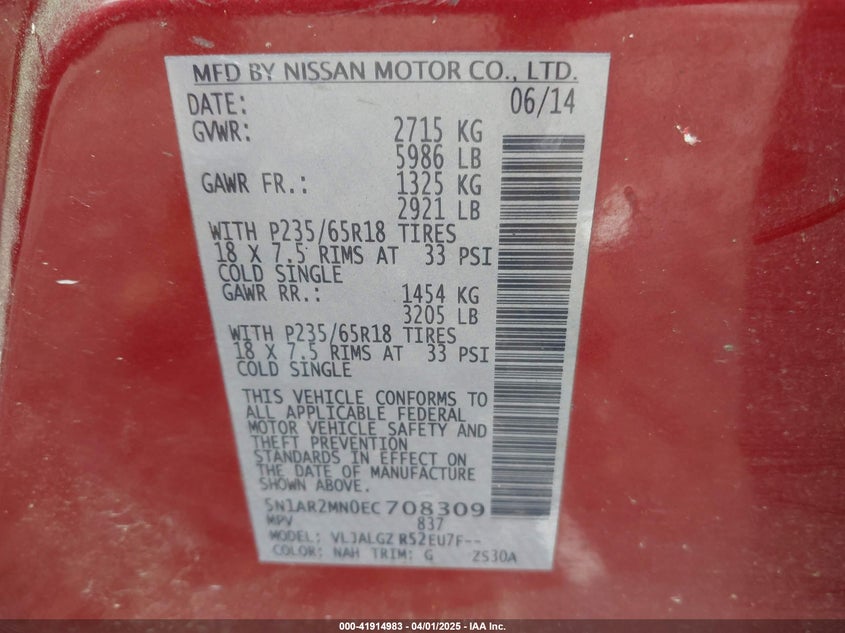 MFD BY NISSAN MOTOR CO., LTD.
DATE: 06/14
GVWR: 2715 KG
5986 LB
GAWR FR.: 1325 KG
2921 LB
WITH P235/65R18 TIRES
18 X 7.5 RIMS AT 33 PSI
COLD SINGLE
GAWR RR.: 1454 KG
3205 LB
WITH P235/65R18 TIRES
18 X 7.5 RIMS AT 33 PSI
COLD SINGLE
THIS VEHICLE CONFORMS TO
ALL APPLICABLE FEDERAL
MOTOR VEHICLE SAFETY AND
THEFT PREVENTION
STANDARDS IN EFFECT ON
THE DATE OF MANUFACTURE
SHOWN ABOVE.
5N1AR2MN0EC708309
MPV 837
MODEL: VLJALGZ R52EU7F--
COLOR: NAH TRIM: G ZS30A
000-41914983 - 04/01/2025 - IAA Inc.